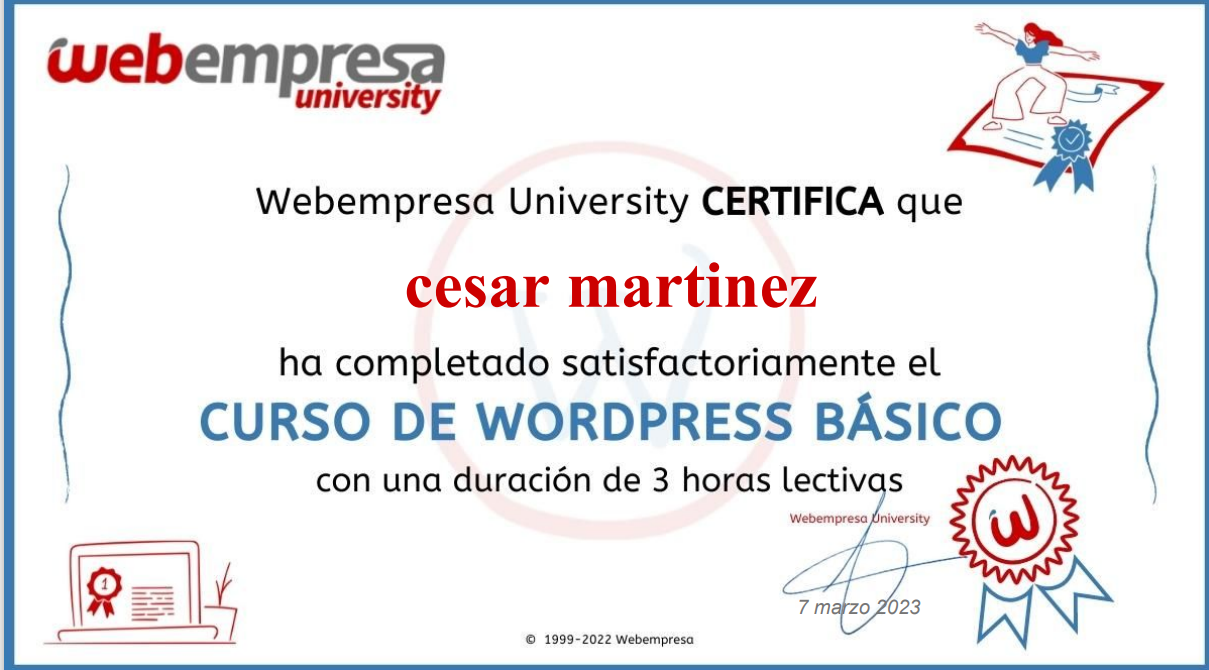 webempresa
university
Webempresa University CERTIFICA que
cesar martinez
ha completado satisfactoriamente el
CURSO DE WORDPRESS BÁSICO
con una duración de 3 horas lectivas
Webempresa University
7 marzo 2023
1
© 1999-2022 Webempresa